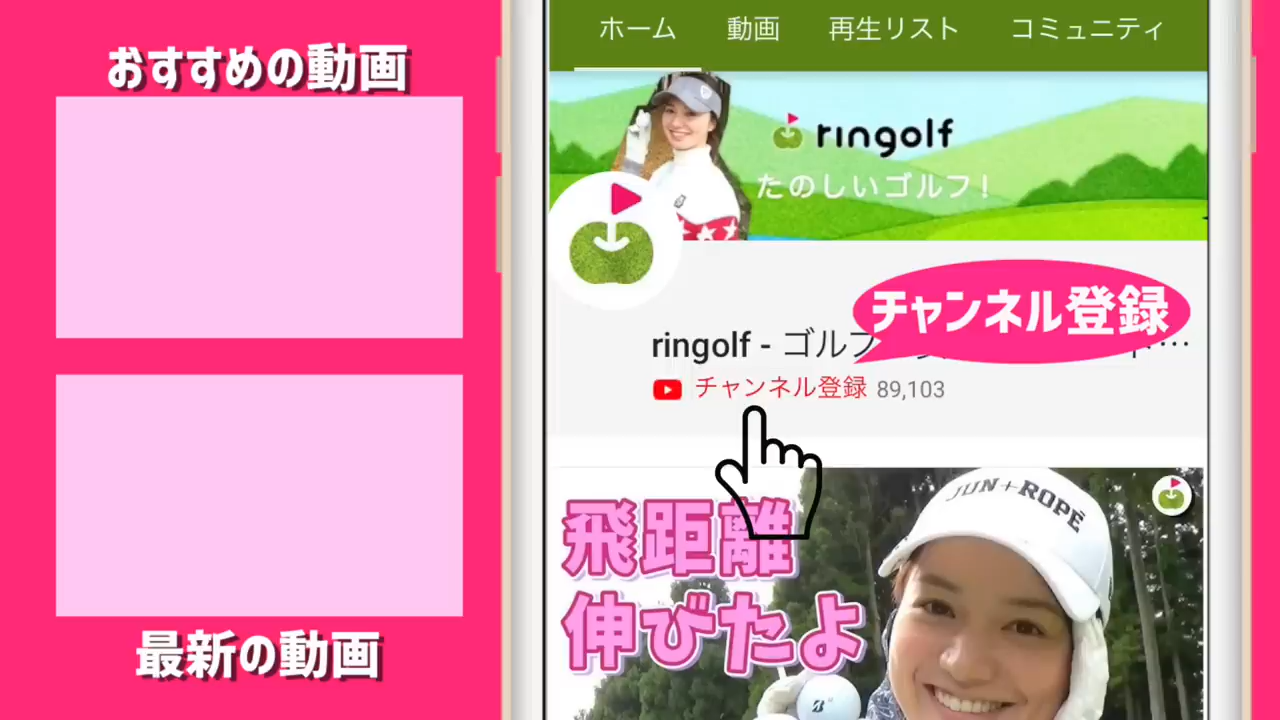 おすすめの動画
最新の動画
ホーム 動画 再生リスト コミュニティ
ringolf
たのしいゴルフ!
チャンネル登録
ringolf - ゴルフ
チャンネル登録 89,103
JUN+ROPÉ
飛距離
伸びたよ
B